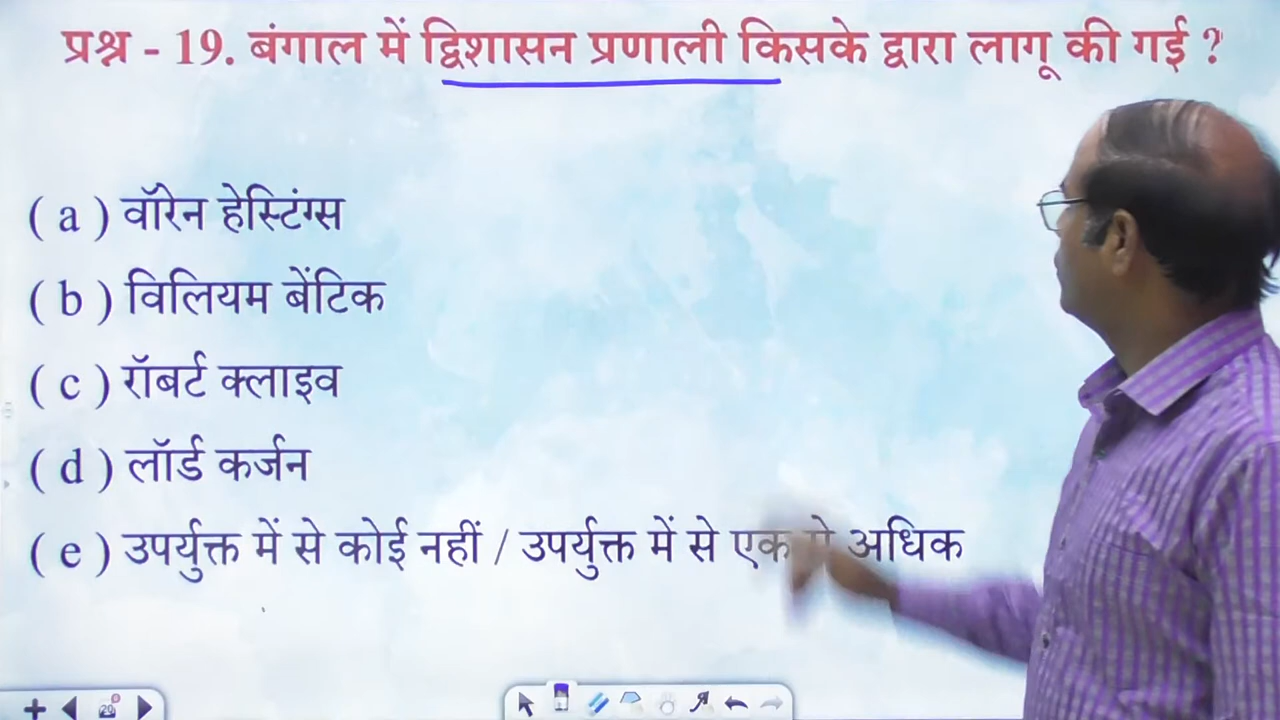 प्रश्न - 19. बंगाल में द्विशासन प्रणाली किसके द्वारा लागू की गई ?
( a ) वॉरेन हेस्टिंग्स
( b ) विलियम बेंटिक
( c ) रॉबर्ट क्लाइव
( d ) लॉर्ड कर्जन
( e ) उपर्युक्त में से कोई नहीं / उपर्युक्त में से एक से अधिक